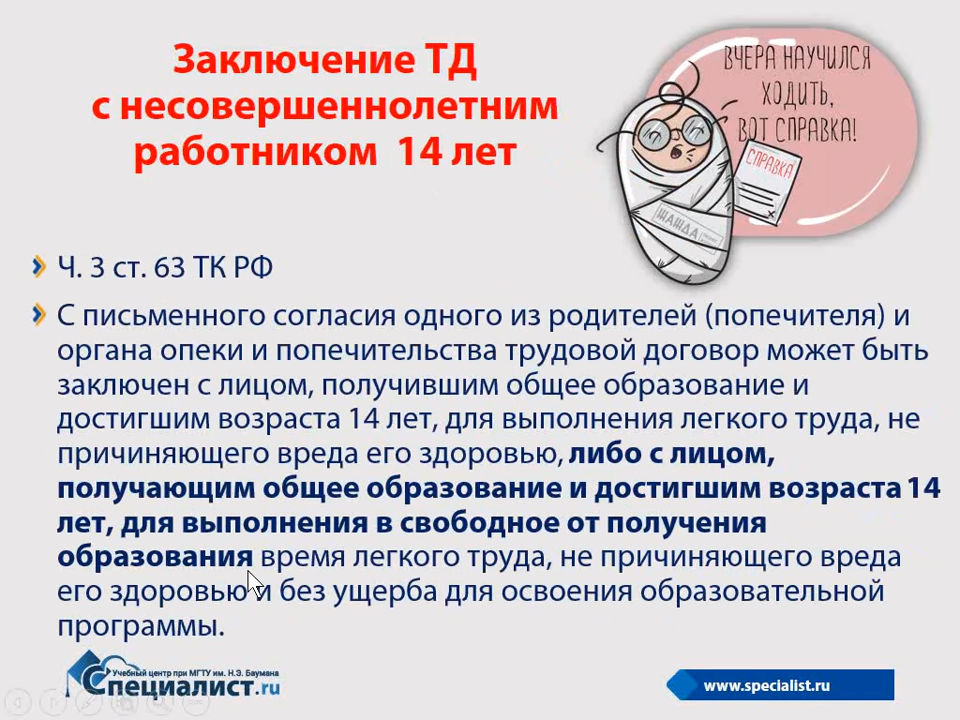 Заключение ТД
с несовершеннолетним
работником 14 лет
ВЧЕРА НАУЧИЛСЯ
ХОДИТЬ,
ВОТ СПРАВКА!
СПРАВКА
ЖАЖДА
Ч. 3 ст. 63 ТК РФ
С письменного согласия одного из родителей (попечителя) и
органа опеки и попечительства трудовой договор может быть
заключен с лицом, получившим общее образование и
достигшим возраста 14 лет, для выполнения легкого труда, не
причиняющего вреда его здоровью, либо с лицом,
получающим общее образование и достигшим возраста 14
лет, для выполнения в свободное от получения
образования время легкого труда, не причиняющего вреда
его здоровью и без ущерба для освоения образовательной
программы.
Учебный центр при МГТУ им. Н.Э. Баумана
Специалист.ru
www.specialist.ru